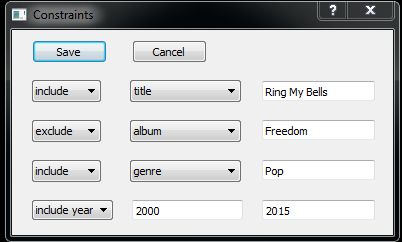 Constraints ?
Save Cancel
include title Ring My Bells
exclude album Freedom
include genre Pop
include year 2000 2015